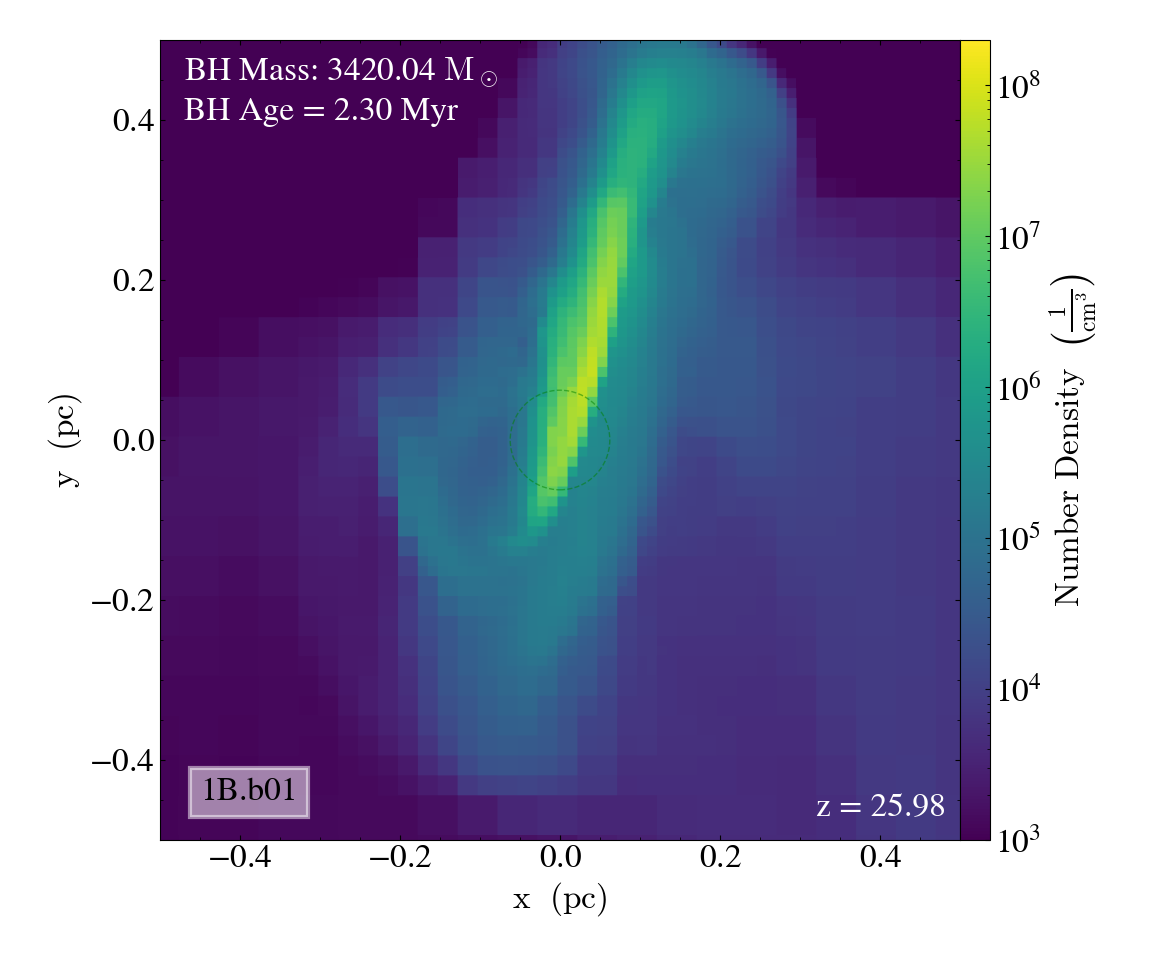 BH Mass: 3420.04 M☉
BH Age = 2.30 Myr
1B.b01
z = 25.98
0.4
0.2
0.0
−0.2
−0.4
y (pc)
−0.4 −0.2 0.0 0.2 0.4
x (pc)
10⁸
10⁷
10⁶
10⁵
10⁴
10³
Number Density (1/cm³)